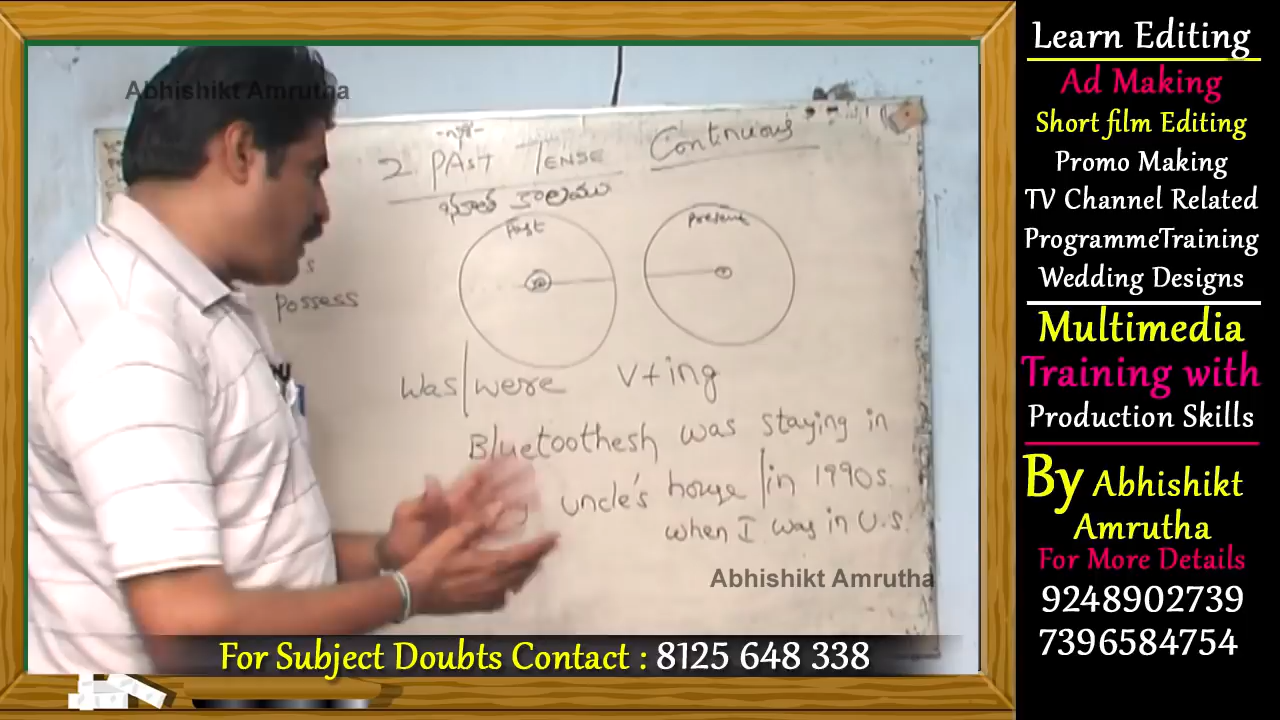 Abhishikt Amrutha
2. PAST TENSE Continuous
భూత కాలము
Past
Present
Possess
Was/were V+ing
Bluetoothesh was staying in
uncle's house/in 1990s.
when I was in U.S.
Abhishikt Amrutha
For Subject Doubts Contact : 8125 648 338
Learn Editing
Ad Making
Short film Editing
Promo Making
TV Channel Related
ProgrammeTraining
Wedding Designs
Multimedia
Training with
Production Skills
By Abhishikt
Amrutha
For More Details
9248902739
7396584754